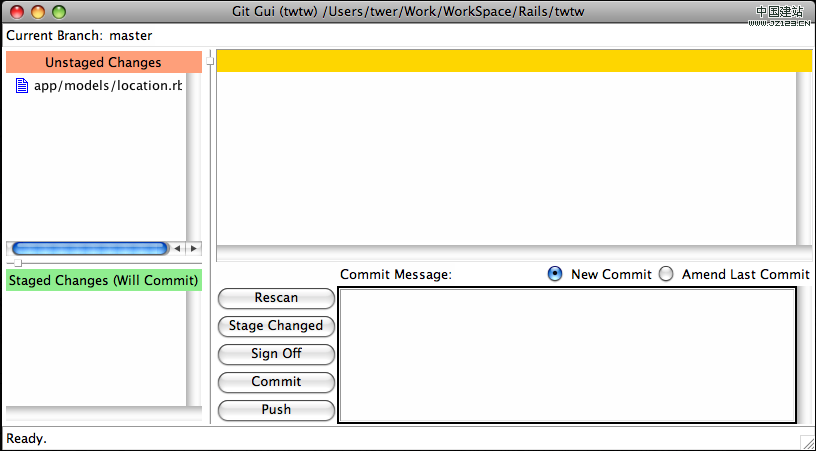 Git Gui (twtw) /Users/twer/Work/WorkSpace/Rails/twtw
中国建站
WWW.JZ123.CN
Current Branch: master
Unstaged Changes
app/models/location.rb
Staged Changes (Will Commit)
Commit Message:
New Commit
Amend Last Commit
Rescan
Stage Changed
Sign Off
Commit
Push
Ready.